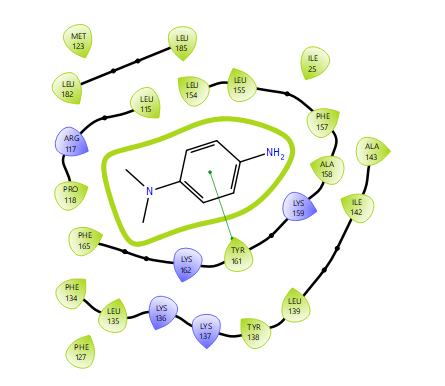 MET
123
LEU
185
ILE
25
LEU
182
LEU
154
LEU
155
LEU
115
PHE
157
ARG
117
ALA
143
NH2
ALA
158
N
PRO
118
LYS
159
ILE
142
PHE
165
TYR
161
LYS
162
PHE
134
LEU
139
LEU
135
LYS
136
LYS
137
TYR
138
PHE
127